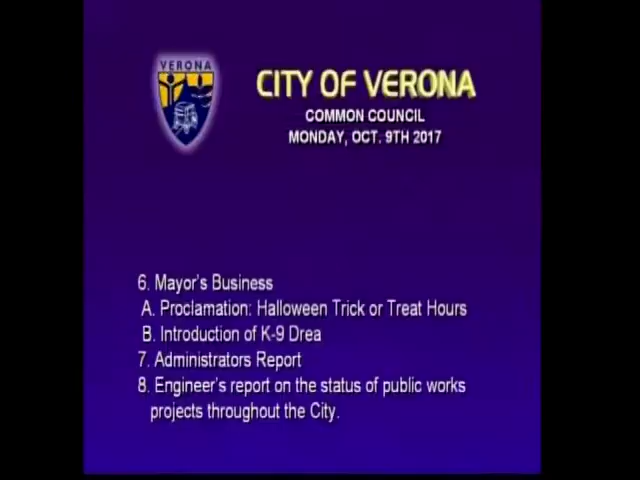 VERONA
CITY OF VERONA
COMMON COUNCIL
MONDAY, OCT. 9TH 2017
6. Mayor's Business
A. Proclamation: Halloween Trick or Treat Hours
B. Introduction of K-9 Drea
7. Administrators Report
8. Engineer's report on the status of public works
projects throughout the City.